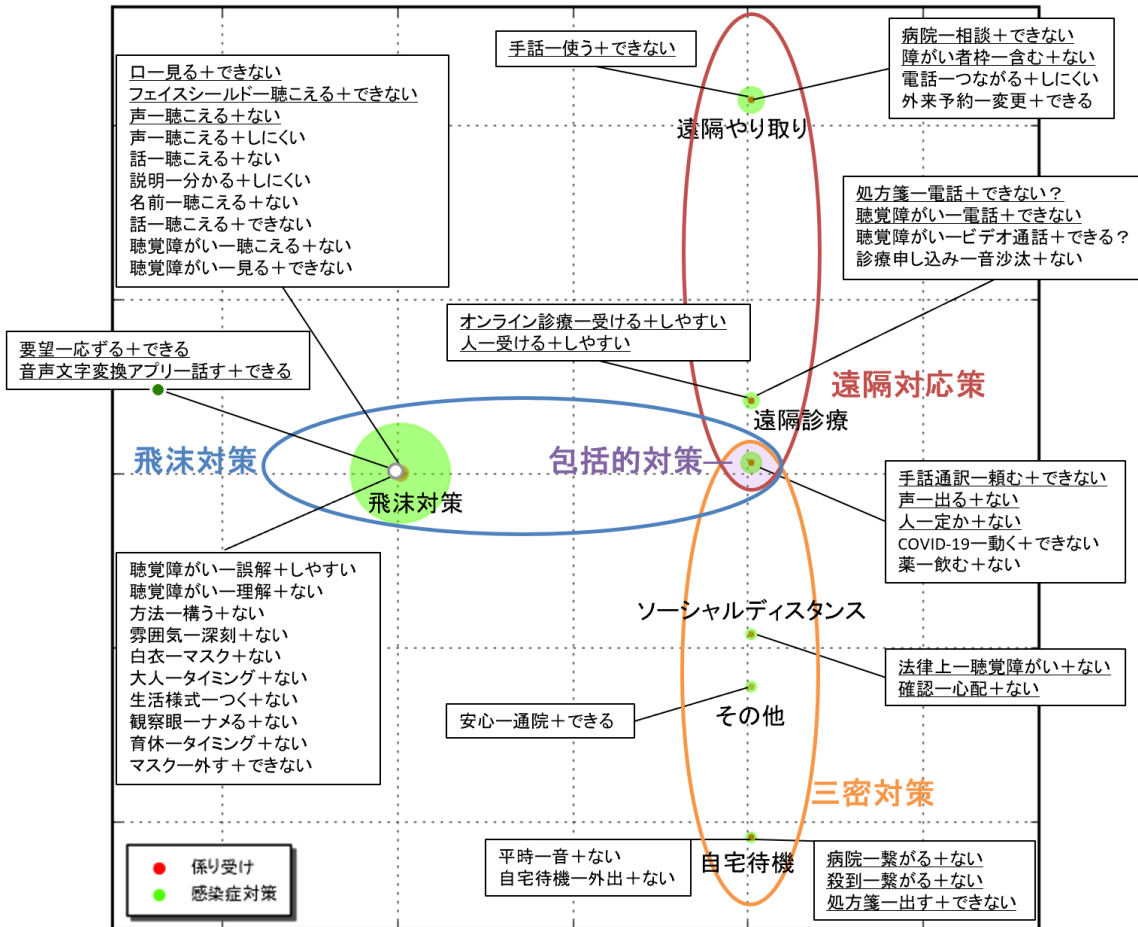 手話ー使う+できない
病院ー相談+できない
障がい者枠ー含む+ない
電話ーつながる+しにくい
外来予約ー変更+できる
遠隔やり取り
口ー見る+できない
フェイスシールドー聴こえる+できない
声ー聴こえる+ない
声ー聴こえる+しにくい
話ー聴こえる+ない
説明ー分かる+しにくい
名前ー聴こえる+ない
話ー聴こえる+できない
聴覚障がいー聴こえる+ない
聴覚障がいー見る+できない
処方箋ー電話+できない？
聴覚障がいー電話+できない
聴覚障がいービデオ通話+できる？
診療申し込みー音沙汰+ない
オンライン診療ー受ける+しやすい
人ー受ける+しやすい
要望ー応ずる+できる
音声文字変換アプリー話す+できる
遠隔対応策
遠隔診療
飛沫対策
包括的対策
飛沫対策
手話通訳ー頼む+できない
声ー出る+ない
人ー定か+ない
COVID-19ー動く+できない
薬ー飲む+ない
聴覚障がいー誤解+しやすい
聴覚障がいー理解+ない
方法ー構う+ない
雰囲気ー深刻+ない
白衣ーマスク+ない
大人ータイミング+ない
生活様式ーつく+ない
観察眼ーナメる+ない
育休ータイミング+ない
マスクー外す+できない
ソーシャルディスタンス
法律上ー聴覚障がい+ない
確認ー心配+ない
安心ー通院+できる
その他
三密対策
平時ー音+ない
自宅待機ー外出+ない
自宅待機
病院ー繋がる+ない
殺到ー繋がる+ない
処方箋ー出す+できない
係り受け
感染症対策